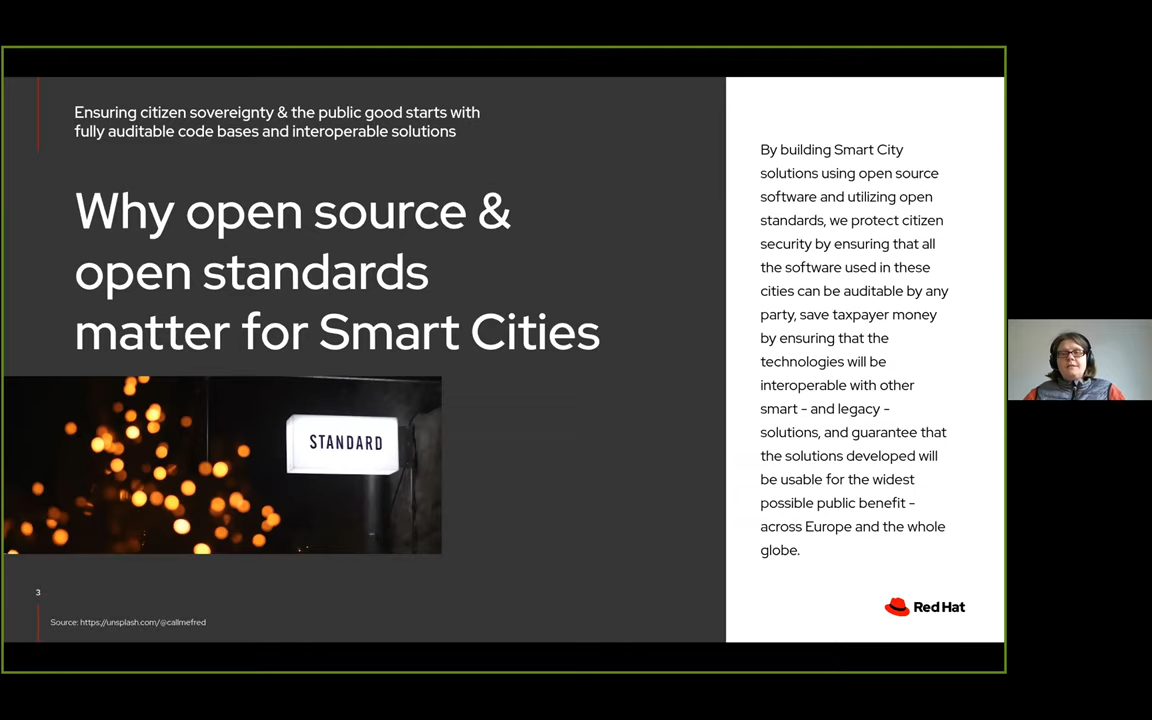 Ensuring citizen sovereignty & the public good starts with
fully auditable code bases and interoperable solutions
Why open source &
open standards
matter for Smart Cities
STANDARD
3
Source: https://unsplash.com/@callmefred
By building Smart City
solutions using open source
software and utilizing open
standards, we protect citizen
security by ensuring that all
the software used in these
cities can be auditable by any
party, save taxpayer money
by ensuring that the
technologies will be
interoperable with other
smart - and legacy -
solutions, and guarantee that
the solutions developed will
be usable for the widest
possible public benefit -
across Europe and the whole
globe.
Red Hat